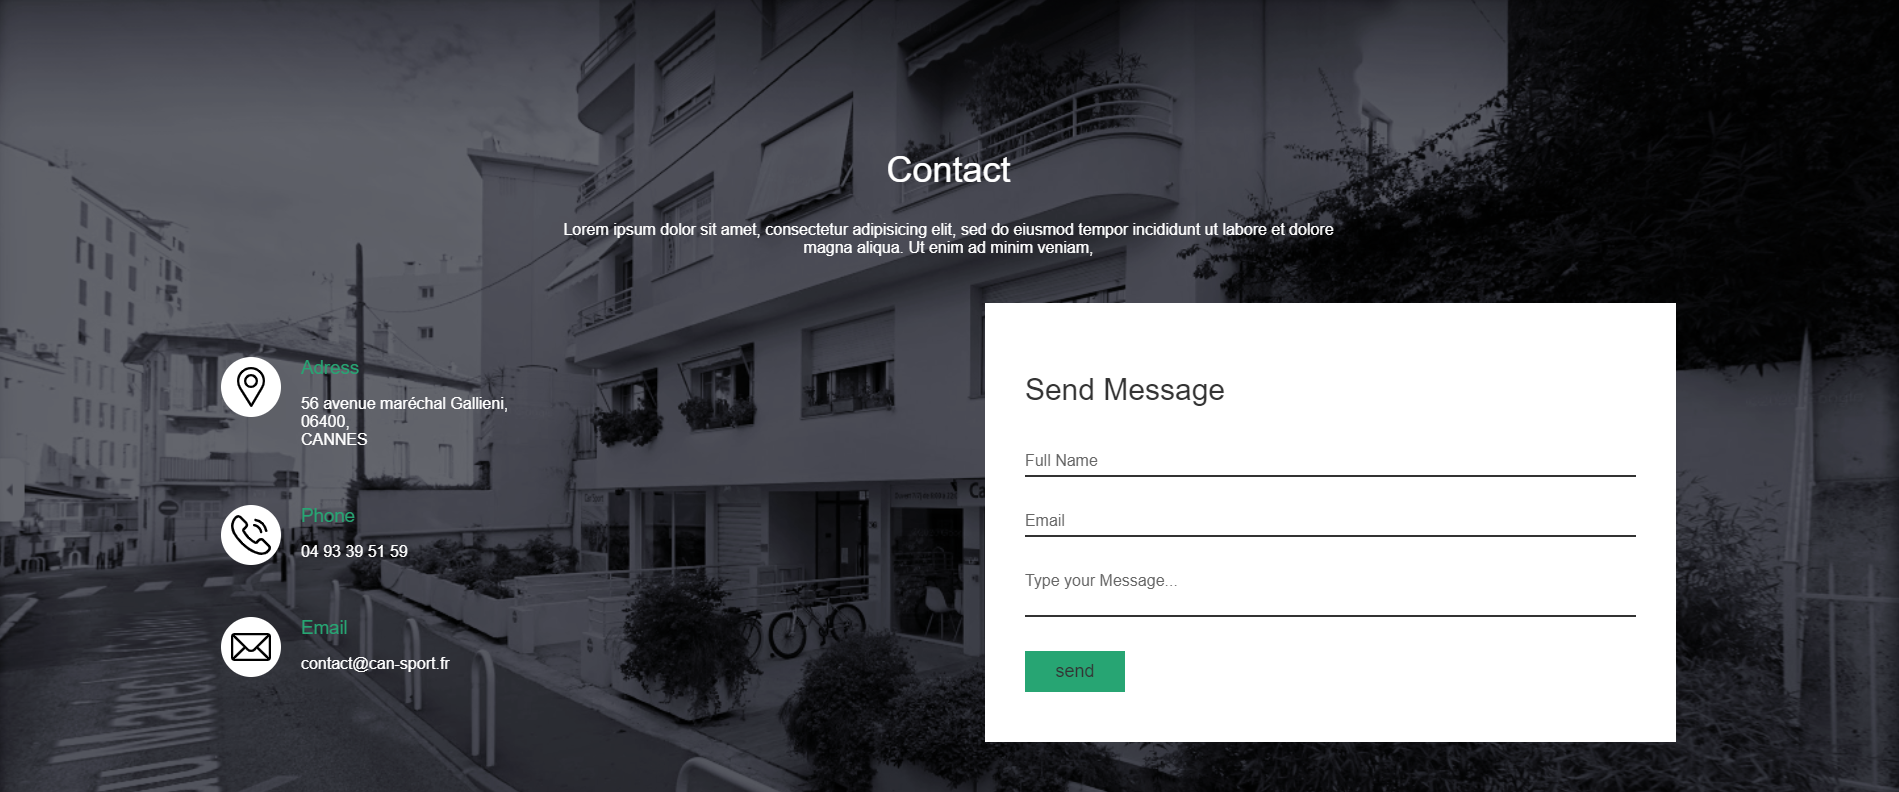 Contact
Lorem ipsum dolor sit amet, consectetur adipisicing elit, sed do eiusmod tempor incididunt ut labore et dolore
magna aliqua. Ut enim ad minim veniam,
Adress
56 avenue maréchal Gallieni,
06400,
CANNES
Phone
04 93 39 51 59
Email
contact@can-sport.fr
Send Message
Full Name
Email
Type your Message...
send